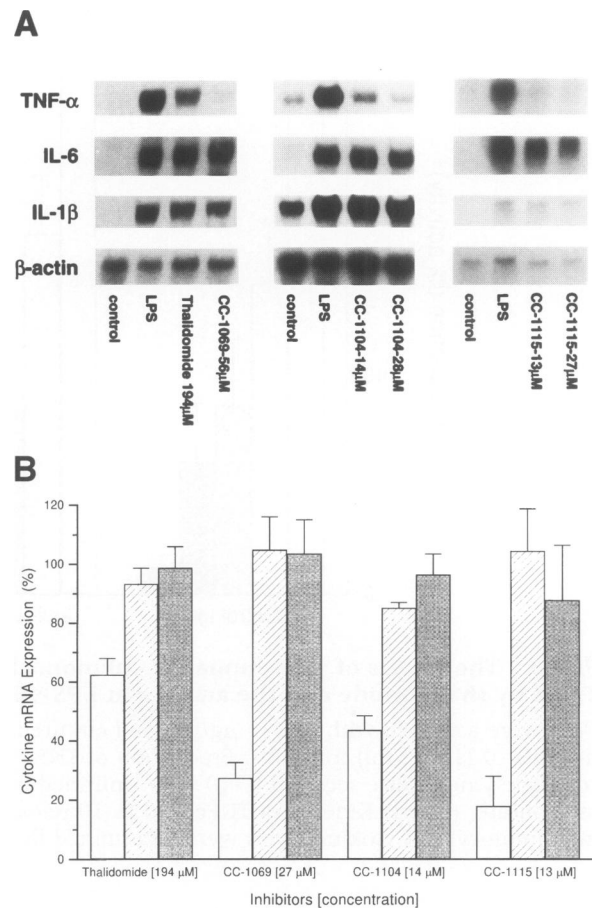 A
TNF-α
IL-6
IL-1β
β-actin
control
LPS
Thalidomide 194μM
CC-1069-56μM
control
LPS
CC-1104-14μM
CC-1104-28μM
control
LPS
CC-1115-13μM
CC-1115-27μM
B
Cytokine mRNA Expression (%)
120
100
80
60
40
20
0
Thalidomide [194 μM] CC-1069 [27 μM] CC-1104 [14 μM] CC-1115 [13 μM]
Inhibitors [concentration]